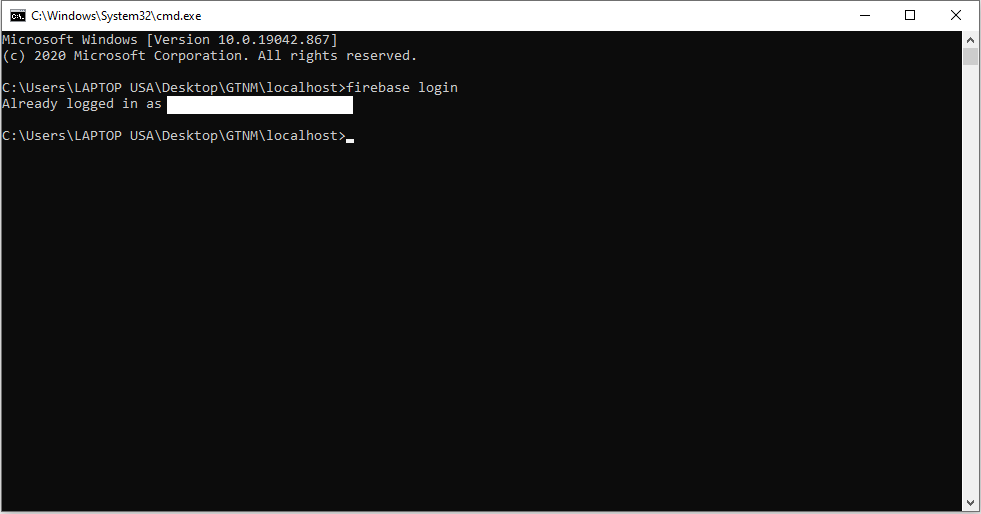 C:\Windows\System32\cmd.exe
Microsoft Windows [Version 10.0.19042.867]
(c) 2020 Microsoft Corporation. All rights reserved.
C:\Users\LAPTOP USA\Desktop\GTNM\localhost>firebase login
Already logged in as
C:\Users\LAPTOP USA\Desktop\GTNM\localhost>